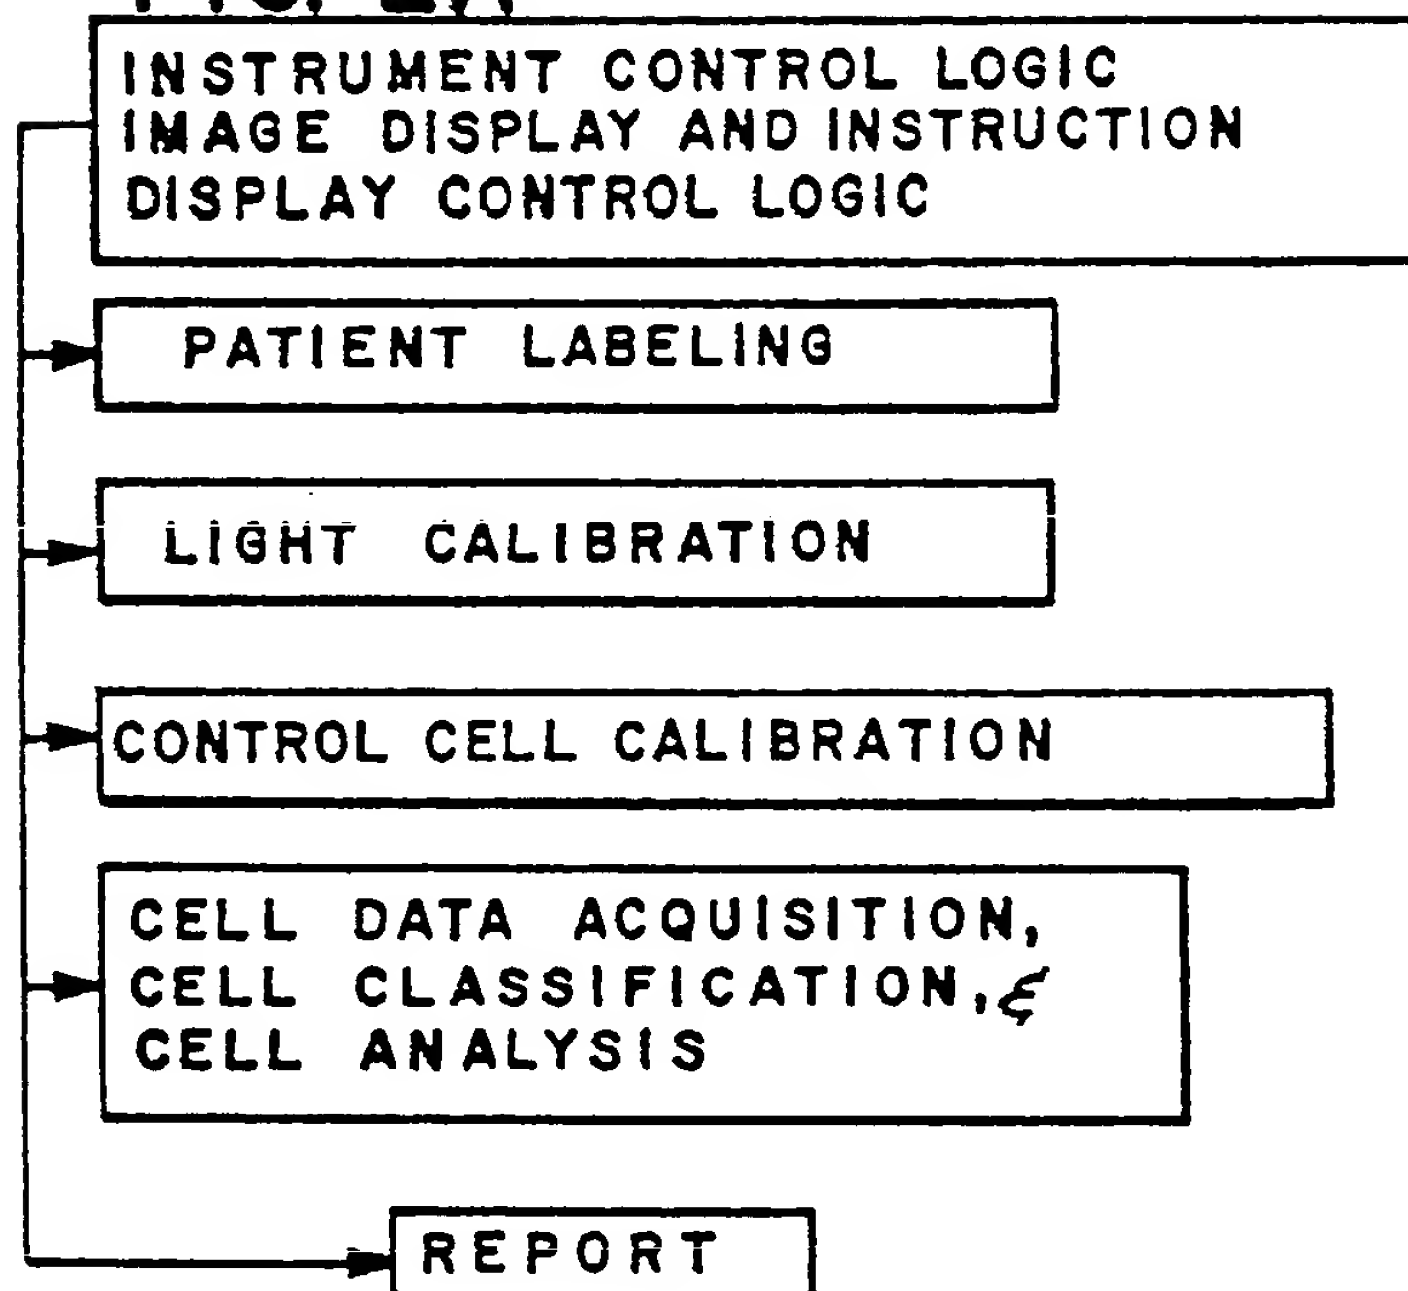 INSTRUMENT CONTROL LOGIC
IMAGE DISPLAY AND INSTRUCTION
DISPLAY CONTROL LOGIC
PATIENT LABELING
LIGHT CALIBRATION
CONTROL CELL CALIBRATION
CELL DATA ACQUISITION,
CELL CLASSIFICATION, &
CELL ANALYSIS
REPORT